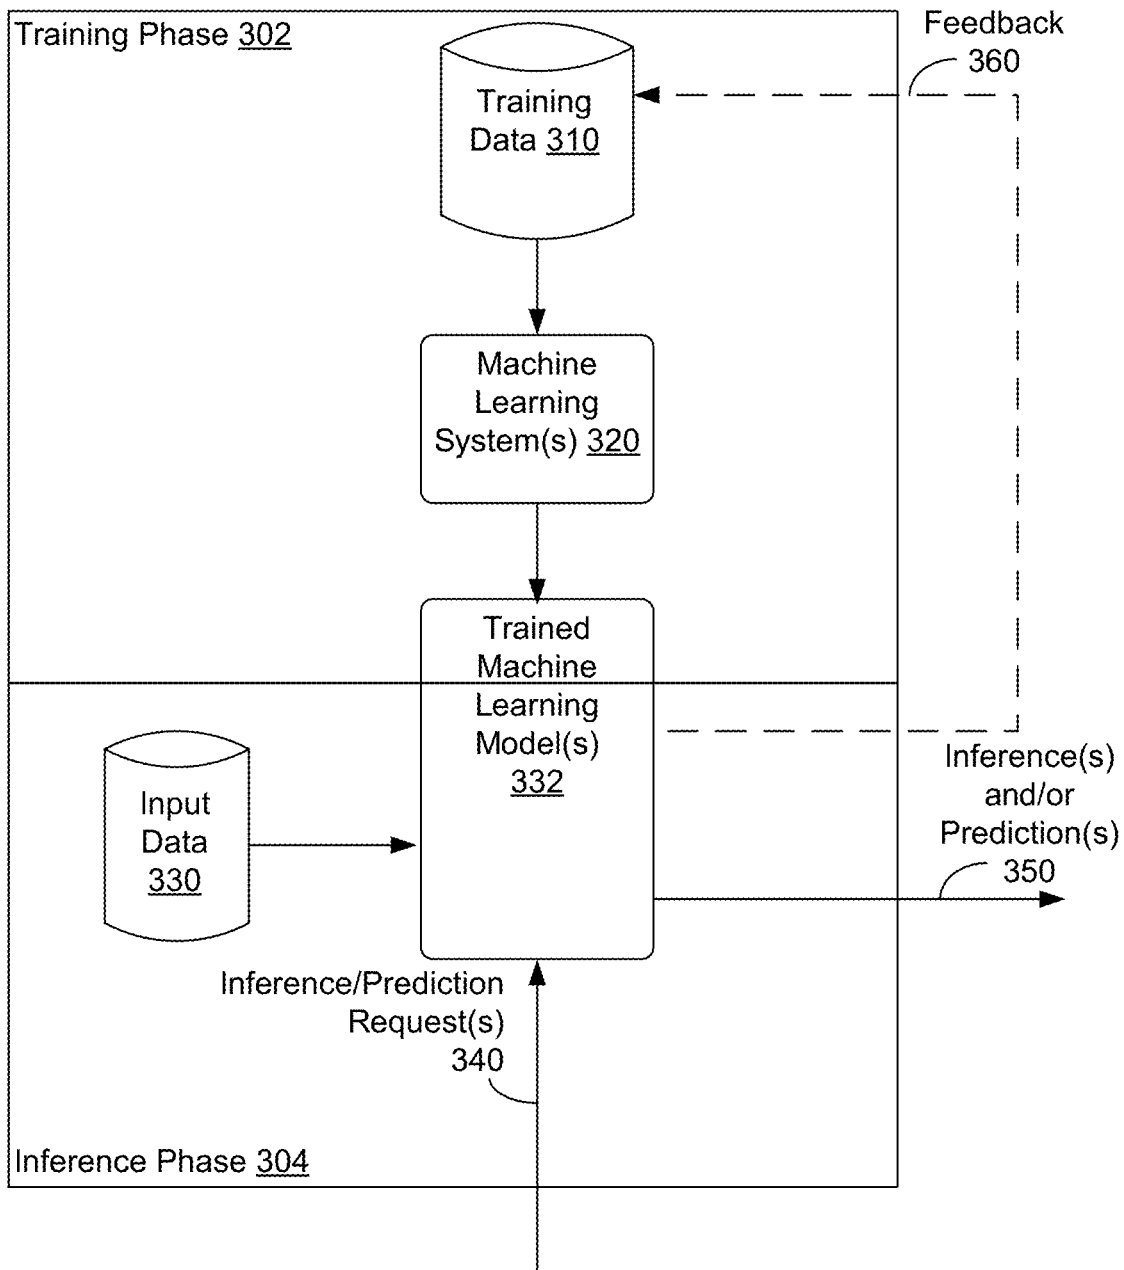 Training Phase 302
Feedback
360
Training
Data 310
Machine
Learning
System(s) 320
Trained
Machine
Learning
Model(s)
332
Input
Data
330
Inference(s)
and/or
Prediction(s)
350
Inference/Prediction
Request(s)
340
Inference Phase 304